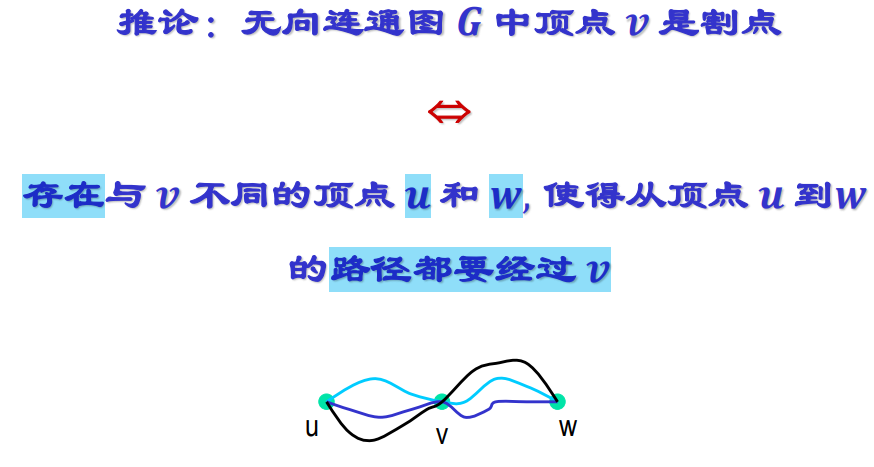 推论：无向连通图 G 中顶点 v 是割点
⇔
存在与 v 不同的顶点 u 和 w, 使得从顶点 u 到w
的路径都要经过 v
u v w